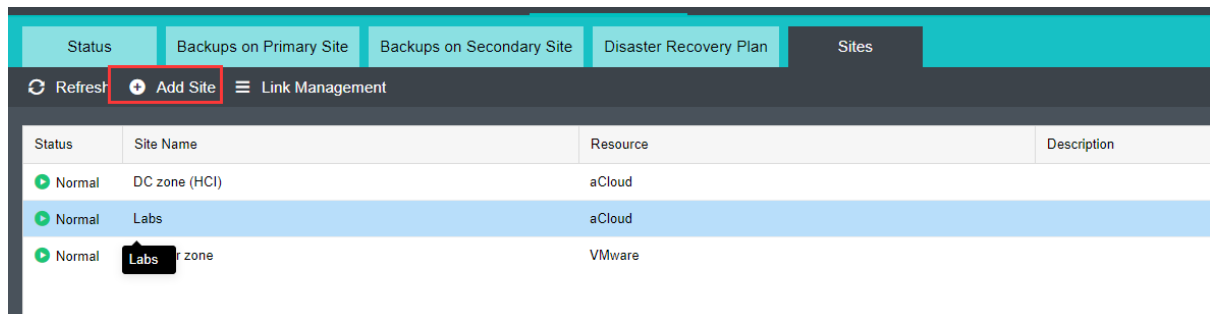 Status Backups on Primary Site Backups on Secondary Site Disaster Recovery Plan Sites
Refresh Add Site Link Management
Status Site Name Resource Description
Normal DC zone (HCI) aCloud
Normal Labs aCloud
Normal zone VMware
Labs